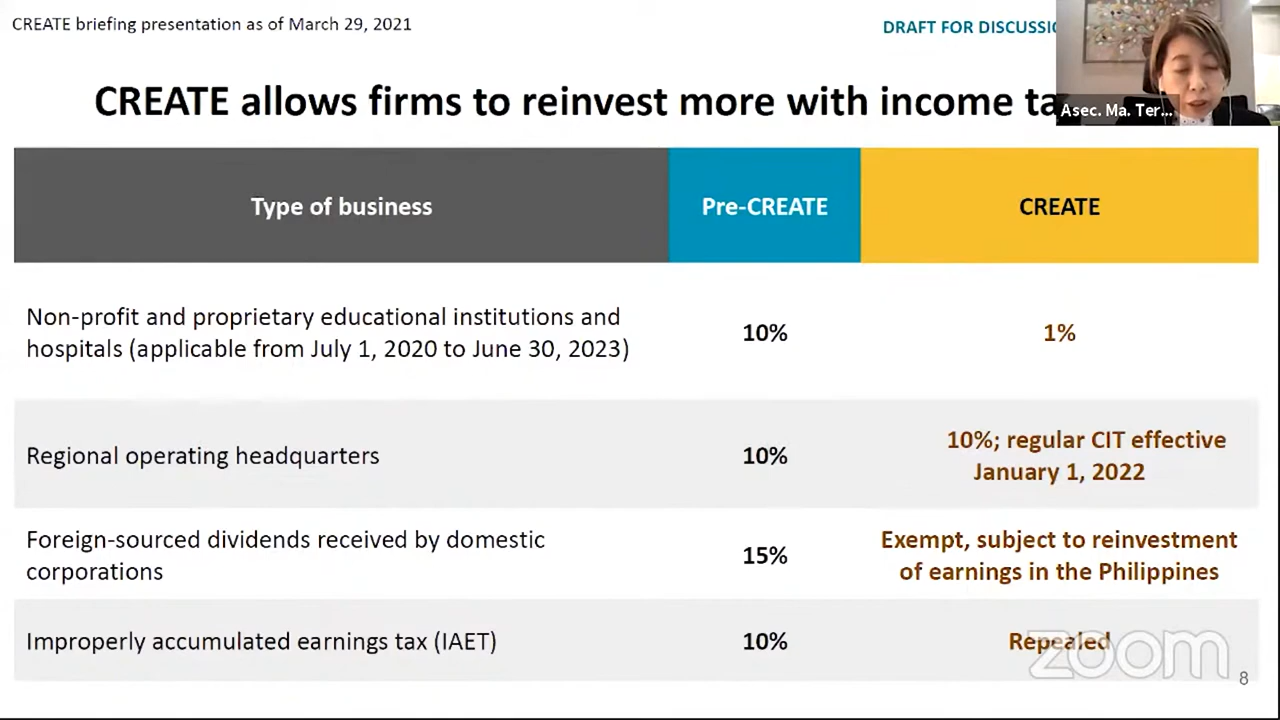 CREATE briefing presentation as of March 29, 2021
DRAFT FOR
CREATE allows firms to reinvest more with income
Asec. Ma. Ter...
Type of business
Pre-CREATE
CREATE
Non-profit and proprietary educational institutions and
hospitals (applicable from July 1, 2020 to June 30, 2023)
10%
1%
Regional operating headquarters
10%
10%; regular CIT effective
January 1, 2022
Foreign-sourced dividends received by domestic
corporations
15%
Exempt, subject to reinvestment
of earnings in the Philippines
Improperly accumulated earnings tax (IAET)
10%
Repealed
zoom
8